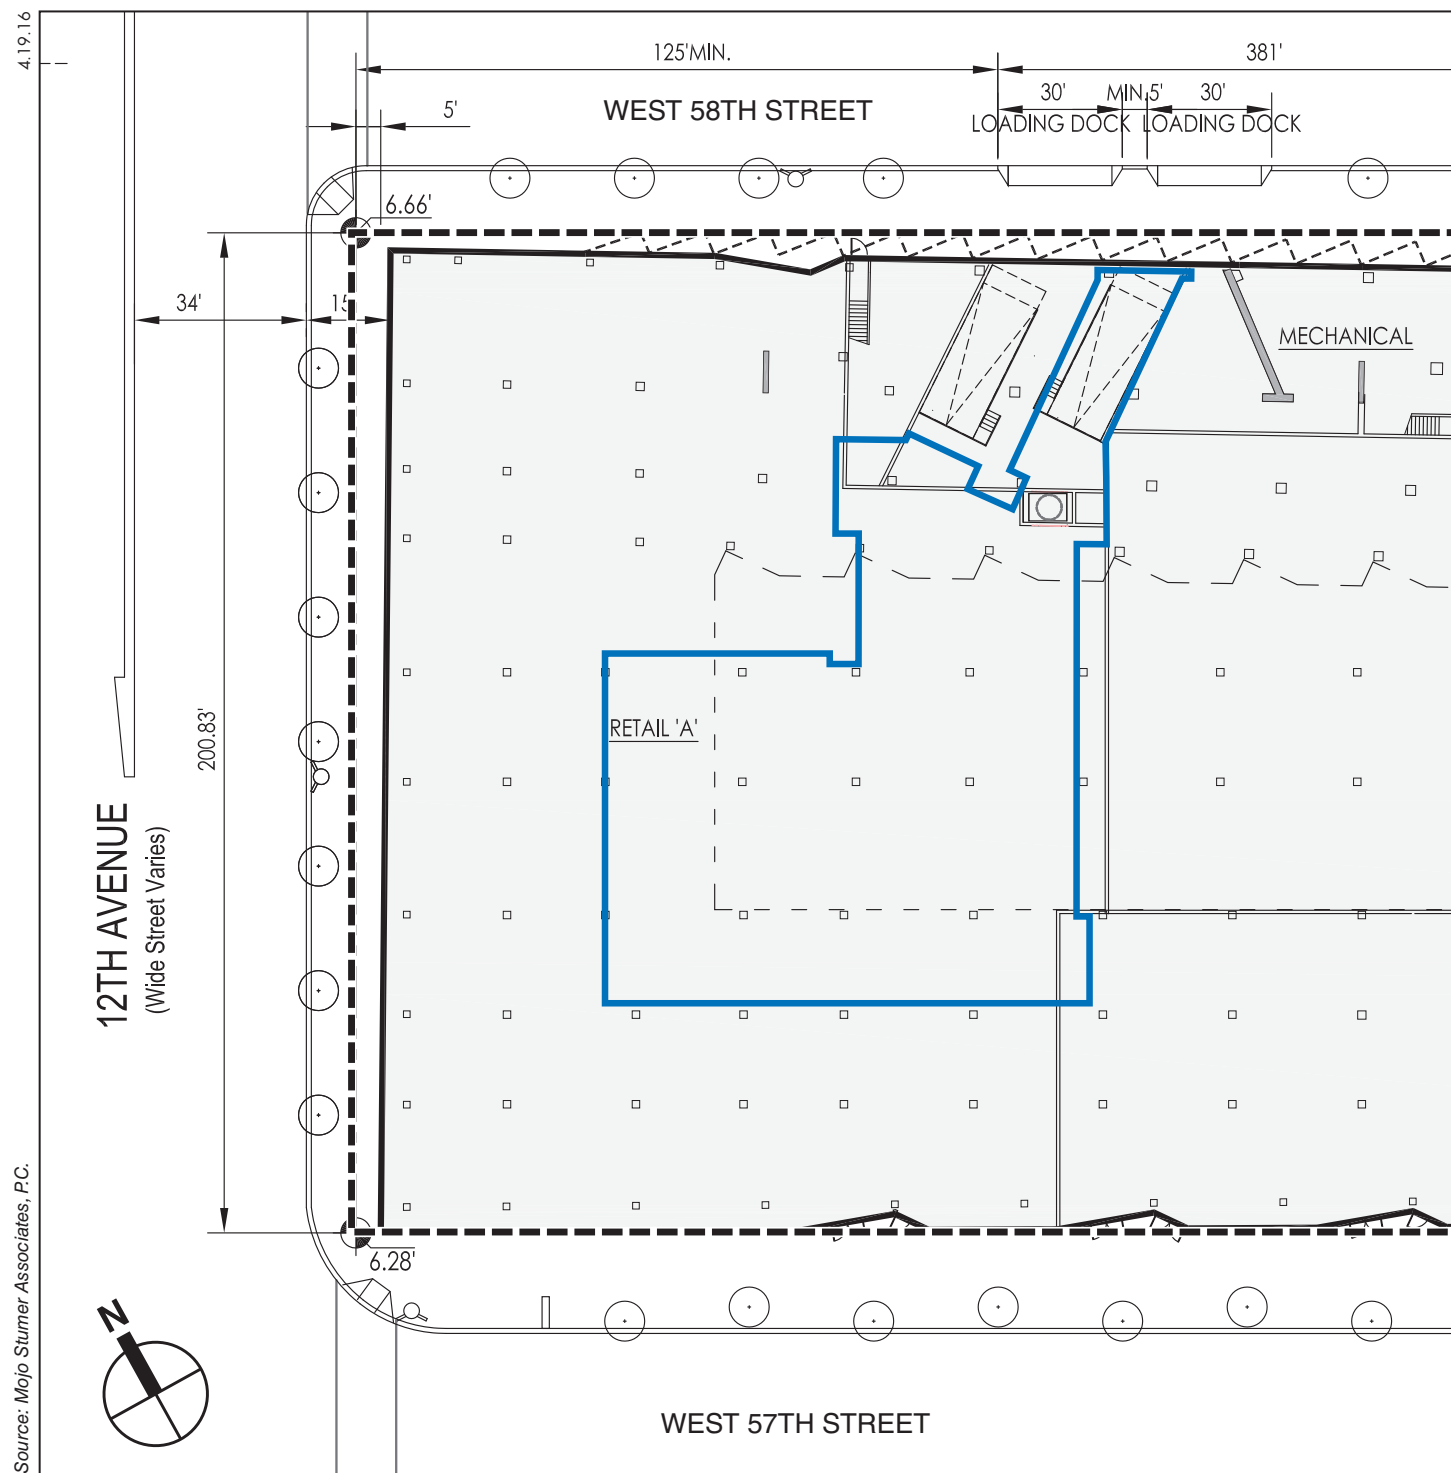 4.19.16
125'MIN.
381'
5'
WEST 58TH STREET
30'
MIN.5'
30'
LOADING DOCK
LOADING DOCK
6.66'
34'
15'
MECHANICAL
RETAIL 'A'
200.83'
12TH AVENUE
(Wide Street Varies)
6.28'
N
WEST 57TH STREET
Source: Mojo Stumer Associates, P.C.